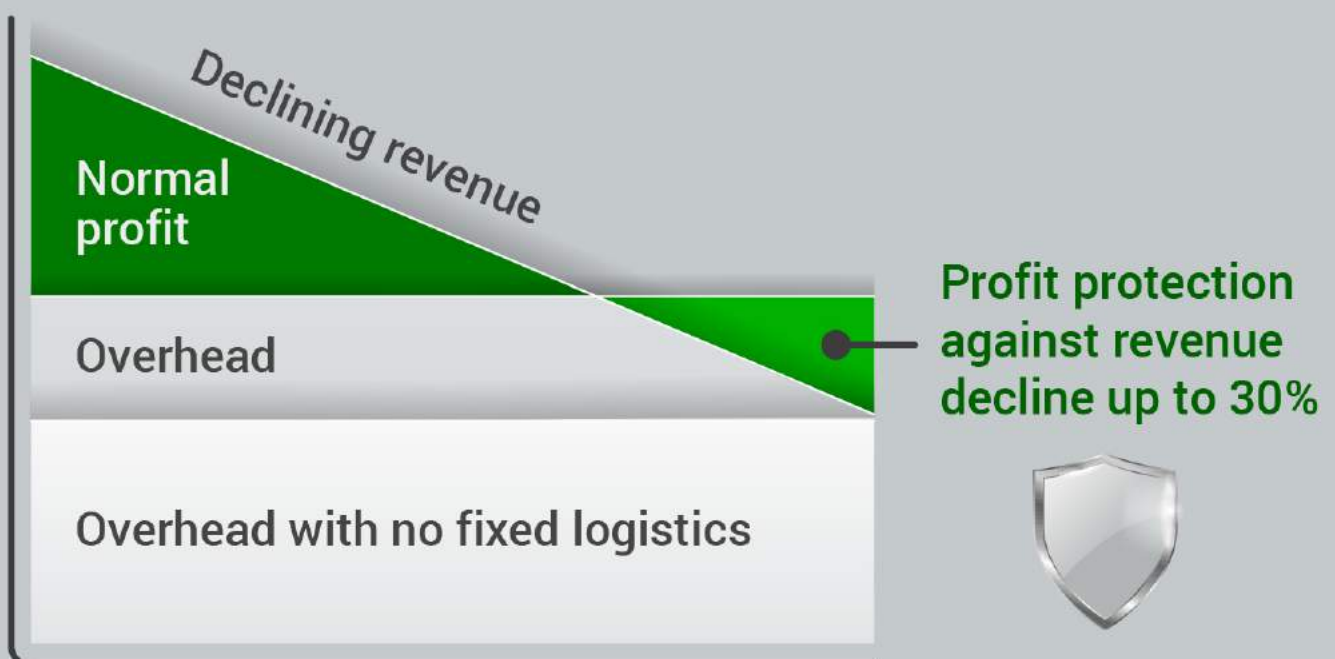 Declining revenue
Normal
profit
Overhead
Overhead with no fixed logistics
Profit protection
against revenue
decline up to 30%